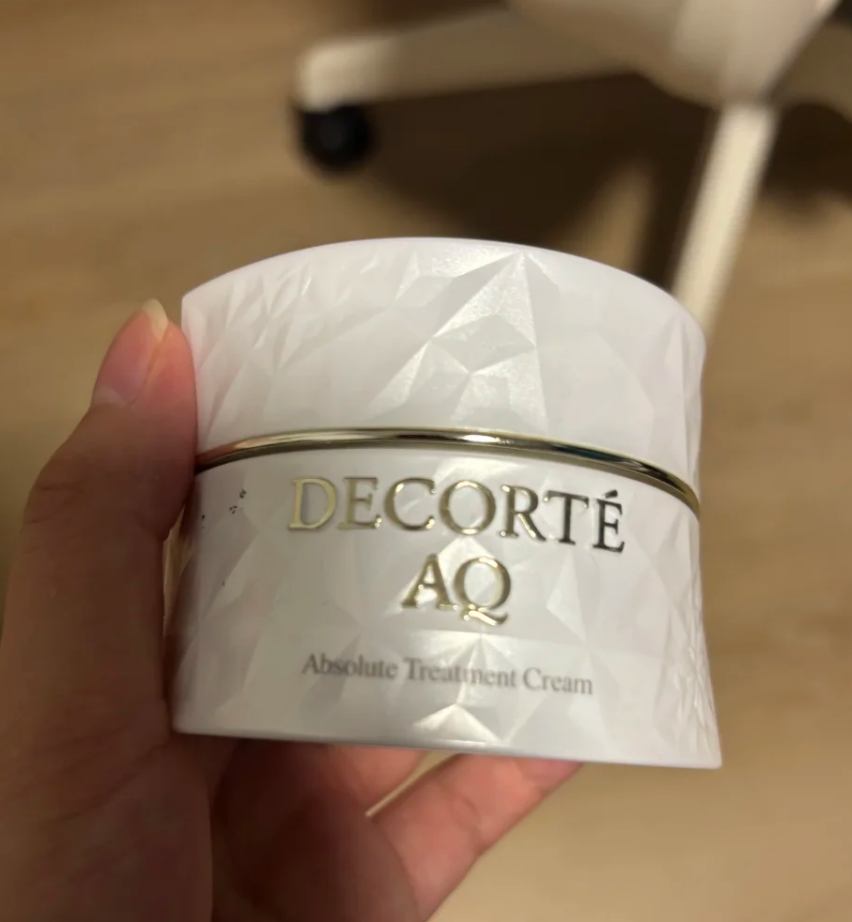 DECORTÉ
AQ
Absolute Treatment Cream